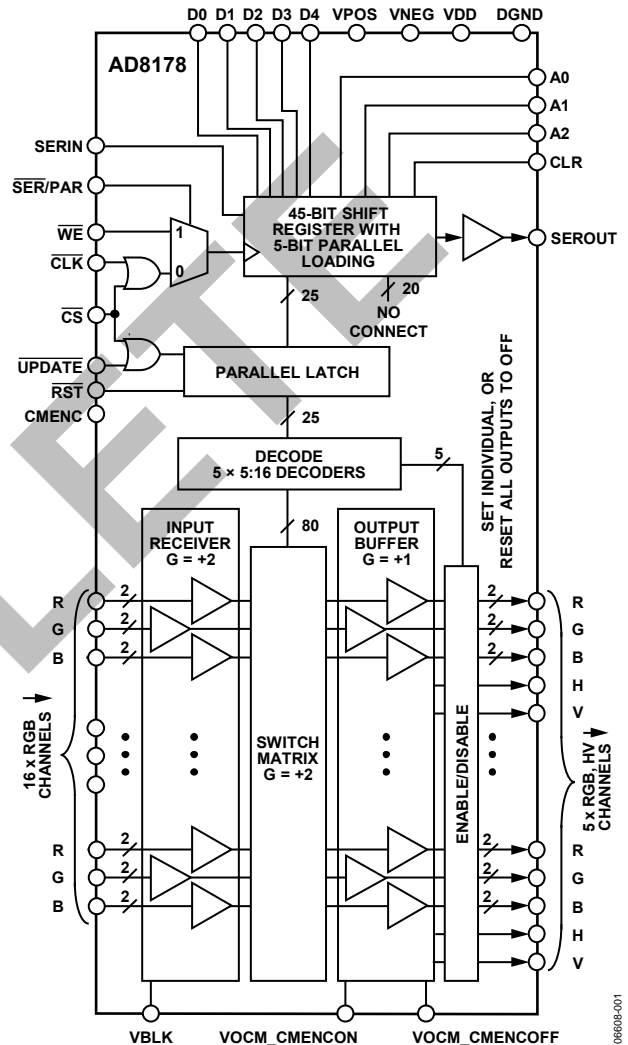 D0 D1 D2 D3 D4 VPOS VNEG VDD DGND
AD8178
A0
A1
A2
CLR
SERIN
SER/PAR
WE
CLK
CS
UPDATE
RST
CMENC
1
0
45-BIT SHIFT
REGISTER WITH
5-BIT PARALLEL
LOADING
SEROUT
25
20
NO
CONNECT
PARALLEL LATCH
25
DECODE
5 × 5:16 DECODERS
5
80
SET INDIVIDUAL, OR
RESET ALL OUTPUTS TO OFF
INPUT
RECEIVER
G = +2
OUTPUT
BUFFER
G = +1
SWITCH
MATRIX
G = +2
ENABLE/DISABLE
R 2 2 R
G 2 2 G
B 2 2 B
H
V
16 x RGB
CHANNELS
5 x RGB, HV
CHANNELS
R 2 2 R
G 2 2 G
B 2 2 B
H
V
VBLK VOCM_CMENCON VOCM_CMENCOFF
06608-001
LETE